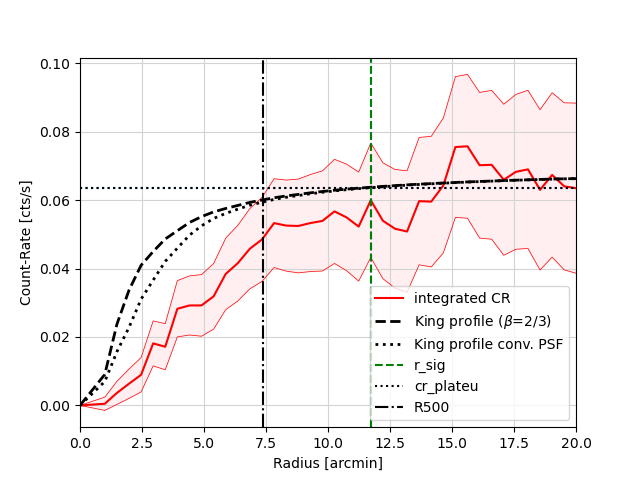 0.10
0.08
0.06
0.04
0.02
0.00
Count-Rate [cts/s]
integrated CR
King profile (β=2/3)
King profile conv. PSF
r_sig
cr_plateu
R500
0.0 2.5 5.0 7.5 10.0 12.5 15.0 17.5 20.0
Radius [arcmin]